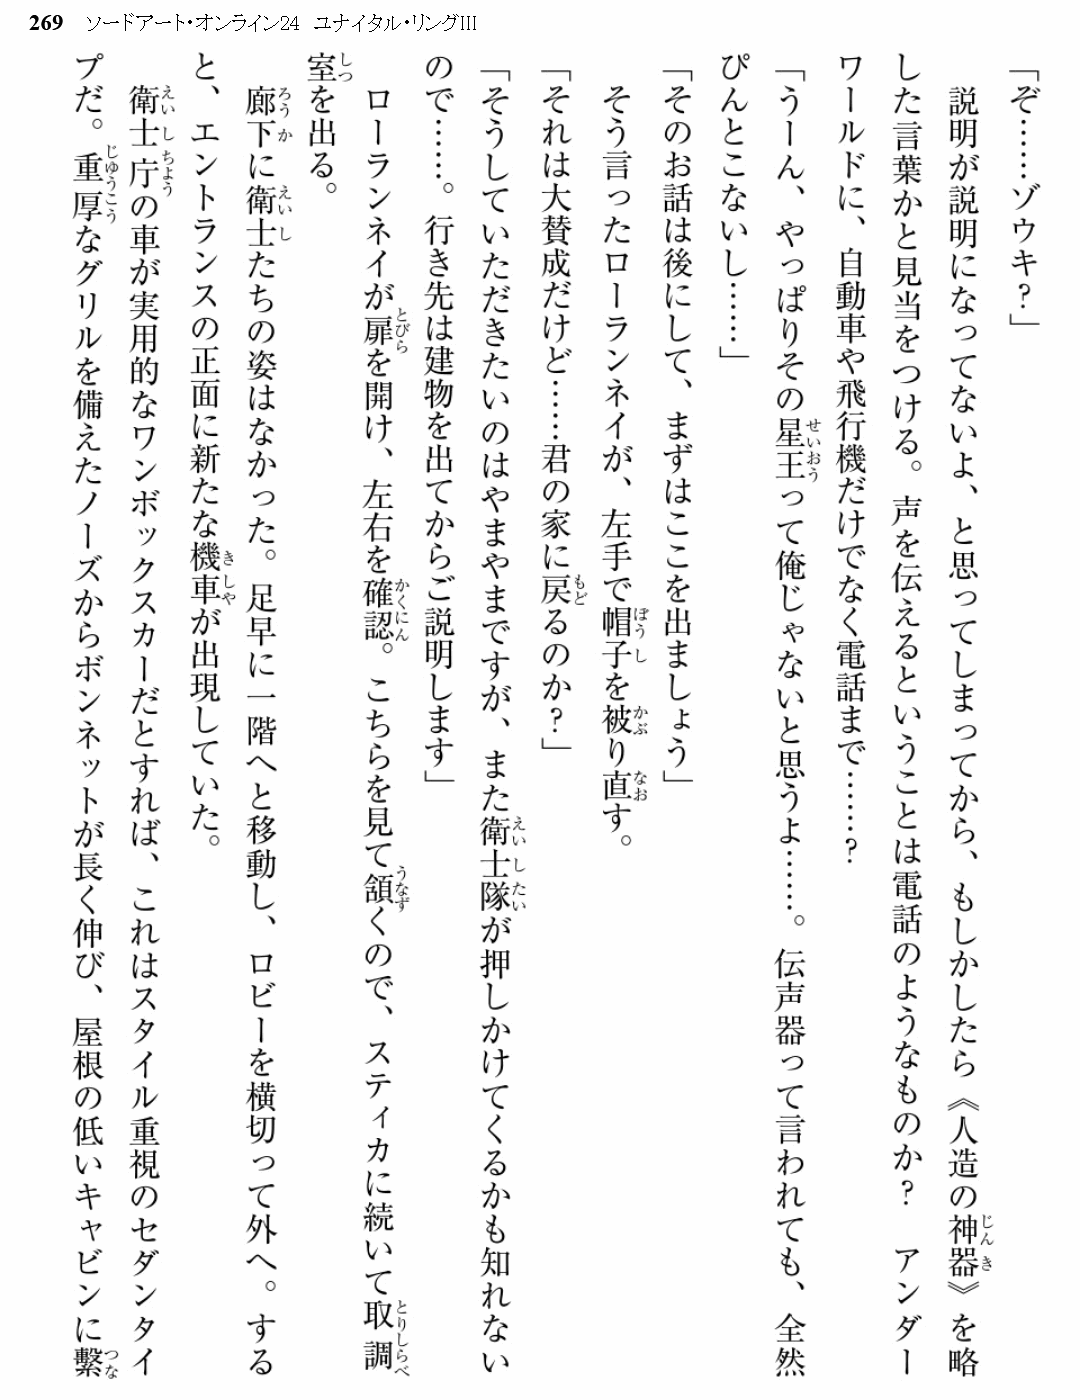 269 ソードアート・オンライン24 ユナイタル・リングIII
「ぞ……ゾウキ？」
　説明が説明になってないよ、と思ってしまってから、もしかしたら《人造の神器》を略
した言葉かと見当をつける。声を伝えるということは電話のようなものか？　アンダー
ワールドに、自動車や飛行機だけでなく電話まで……？
「うーん、やっぱりその星王って俺じゃないと思うよ……。伝声器って言われても、全然
ぴんとこないし……」
「そのお話は後にして、まずはここを出ましょう」
　そう言ったローランネイが、左手で帽子を被り直す。
「それは大賛成だけど……君の家に戻るのか？」
「そうしていただきたいのはやまやまですが、また衛士隊が押しかけてくるかも知れない
ので……。行き先は建物を出てからご説明します」
　ローランネイが扉を開け、左右を確認。こちらを見て頷くので、スティカに続いて取調
室を出る。
　廊下に衛士たちの姿はなかった。足早に一階へと移動し、ロビーを横切って外へ。する
と、エントランスの正面に新たな機車が出現していた。
　衛士庁の車が実用的なワンボックスカーだとすれば、これはスタイル重視のセダンタイ
プだ。重厚なグリルを備えたノーズからボンネットが長く伸び、屋根の低いキャビンに繋